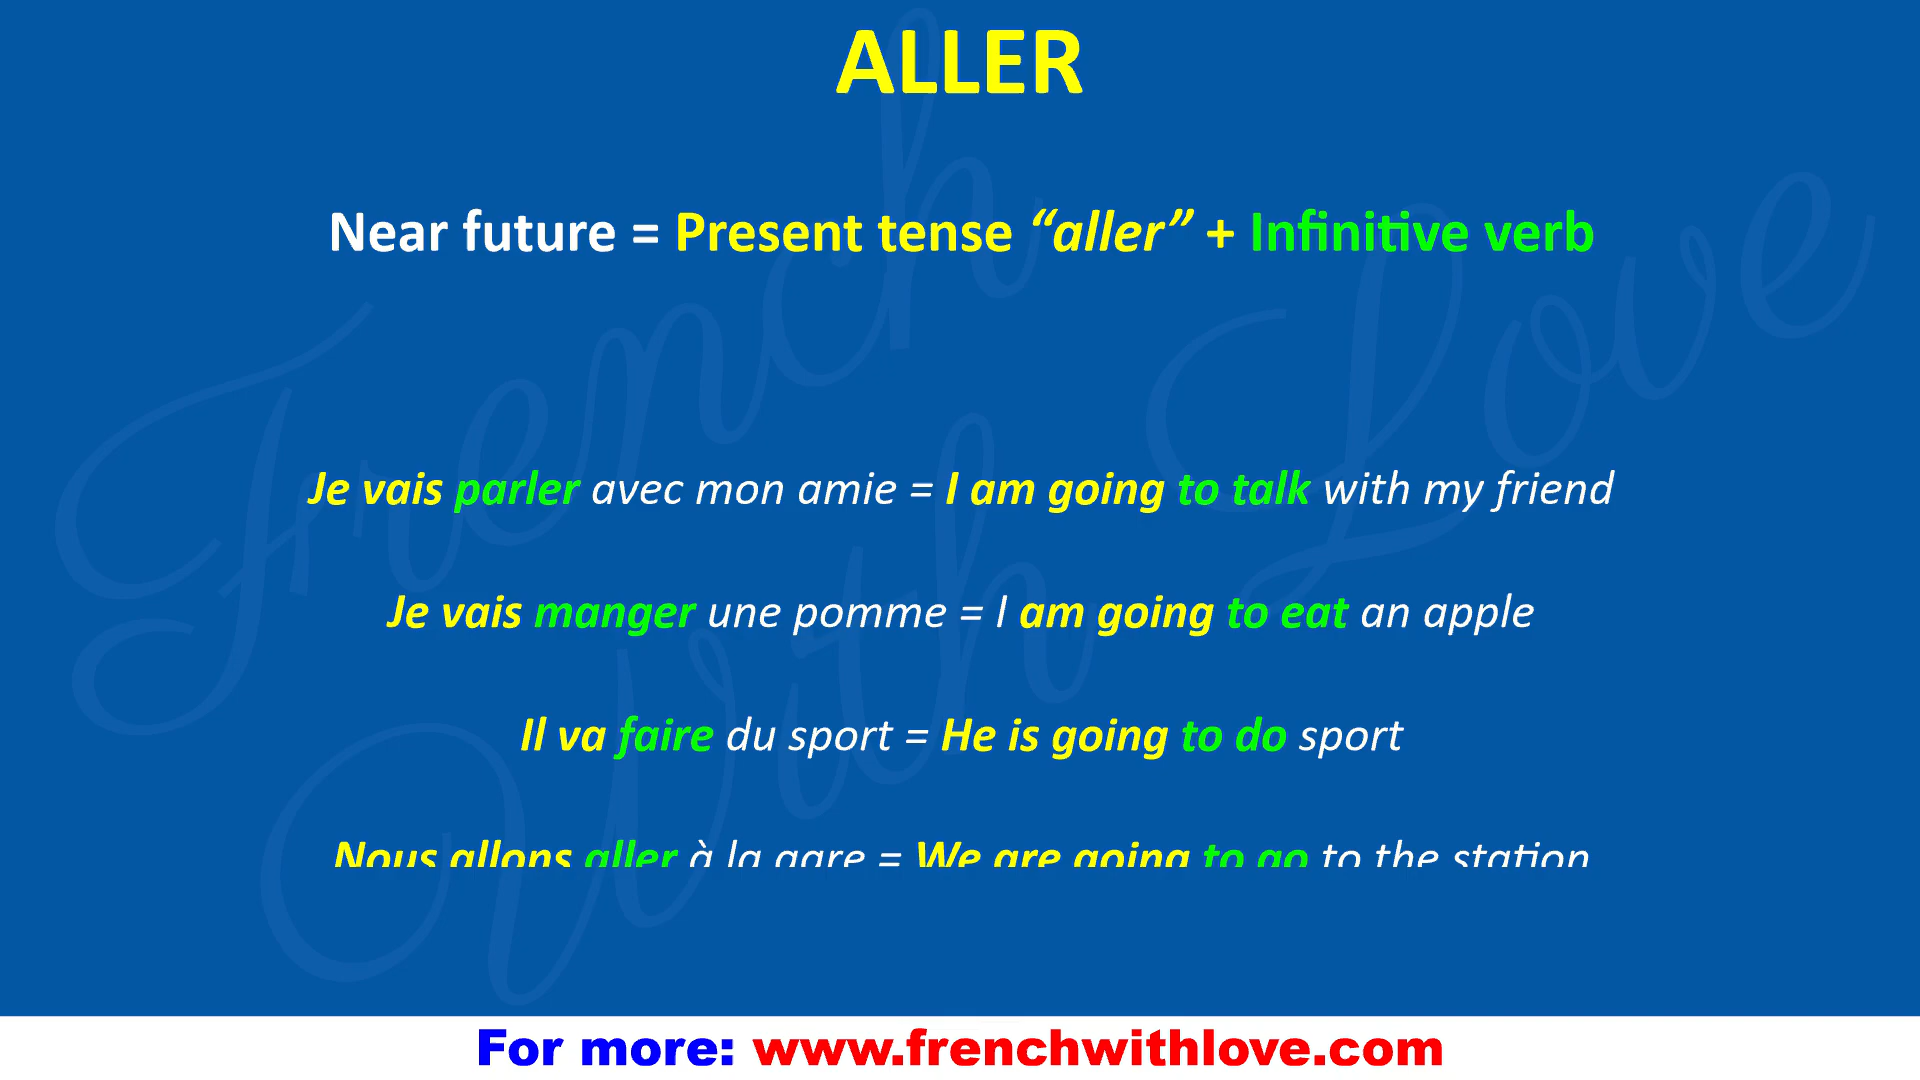 ALLER
Near future = Present tense “aller” + Infinitive verb
Je vais parler avec mon amie = I am going to talk with my friend
Je vais manger une pomme = I am going to eat an apple
Il va faire du sport = He is going to do sport
Nous allons aller à la gare = We are going to go to the station
French With Love
For more: www.frenchwithlove.com